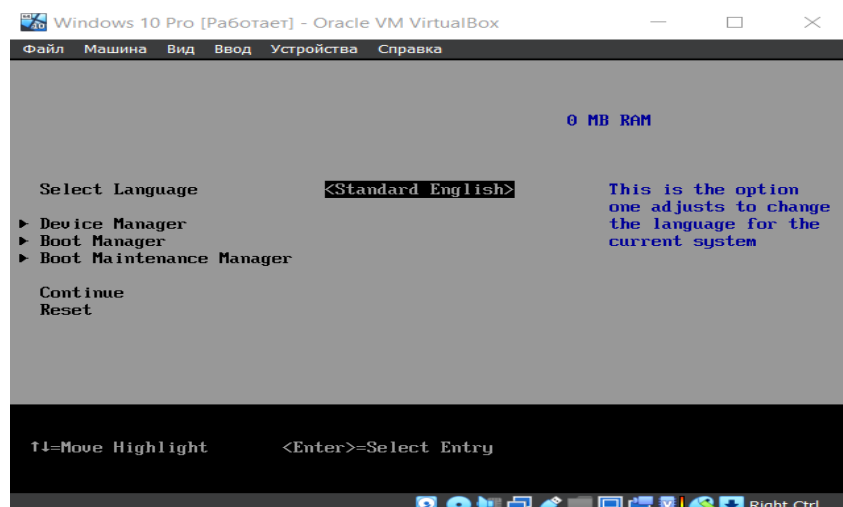 Windows 10 Pro [Работает] - Oracle VM VirtualBox
Файл Машина Вид Ввод Устройства Справка
0 MB RAM
Select Language <Standard English> This is the option
one adjusts to change
▶ Device Manager the language for the
▶ Boot Manager current system
▶ Boot Maintenance Manager
Continue
Reset
↑↓=Move Highlight <Enter>=Select Entry
Right Ctrl